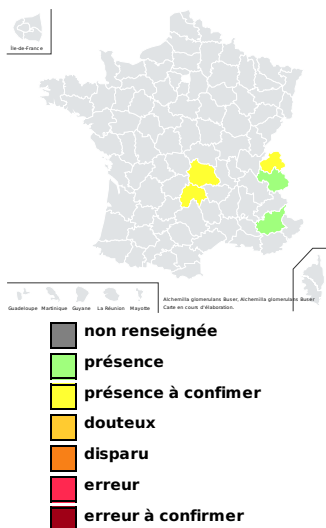 Île-de-France
Guadeloupe Martinique Guyane La Réunion Mayotte
Alchemilla glomerulans Buser, Alchemilla glomerulans Buser
Carte en cours d'élaboration.
non renseignée
présence
présence à confimer
douteux
disparu
erreur
erreur à confirmer